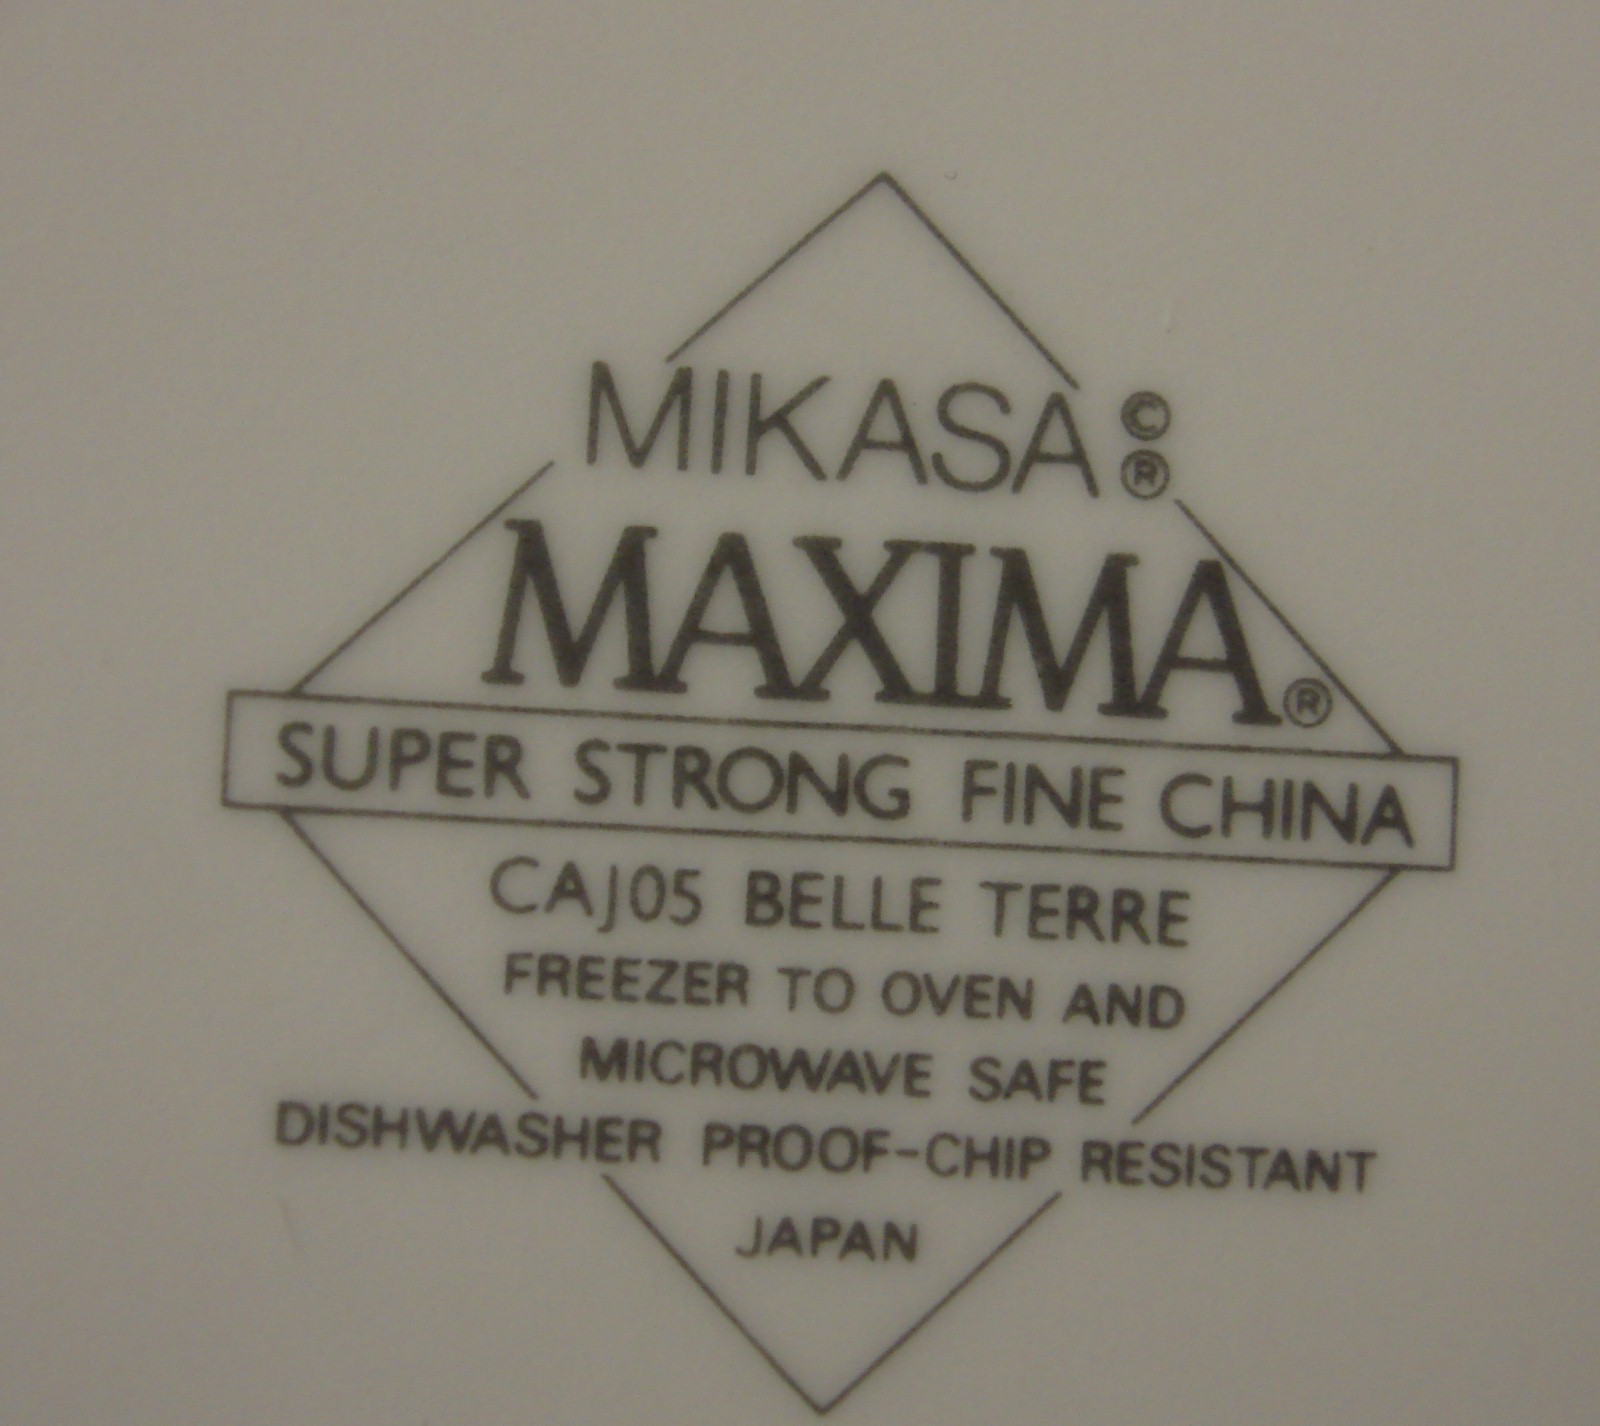 MIKASA ©
®
MAXIMA®
SUPER STRONG FINE CHINA
CAJ05 BELLE TERRE
FREEZER TO OVEN AND
MICROWAVE SAFE
DISHWASHER PROOF-CHIP RESISTANT
JAPAN